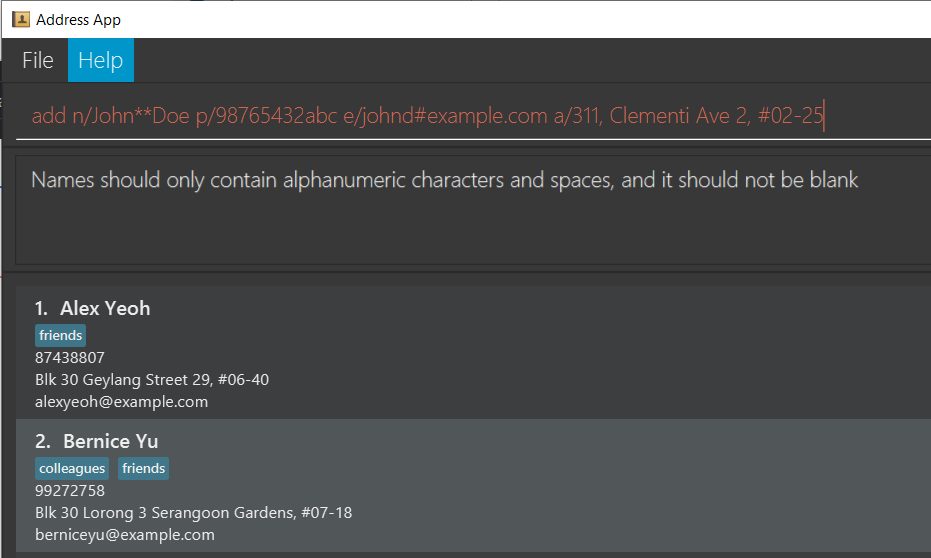 Address App
File Help
add n/John**Doe p/98765432abc e/johnd#example.com a/311, Clementi Ave 2, #02-25
Names should only contain alphanumeric characters and spaces, and it should not be blank
1. Alex Yeoh
friends
87438807
Blk 30 Geylang Street 29, #06-40
alexyeoh@example.com
2. Bernice Yu
colleagues friends
99272758
Blk 30 Lorong 3 Serangoon Gardens, #07-18
berniceyu@example.com